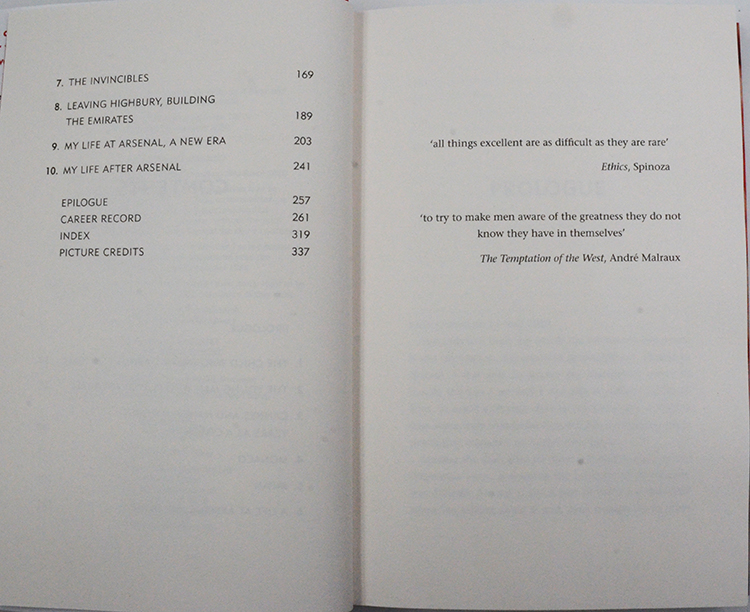 7. THE INVINCIBLES 169
8. LEAVING HIGHBURY, BUILDING
THE EMIRATES 189
9. MY LIFE AT ARSENAL, A NEW ERA 203
10. MY LIFE AFTER ARSENAL 241
EPILOGUE 257
CAREER RECORD 261
INDEX 319
PICTURE CREDITS 337
‘all things excellent are as difficult as they are rare’
Ethics, Spinoza
‘to try to make men aware of the greatness they do not
know they have in themselves’
The Temptation of the West, André Malraux